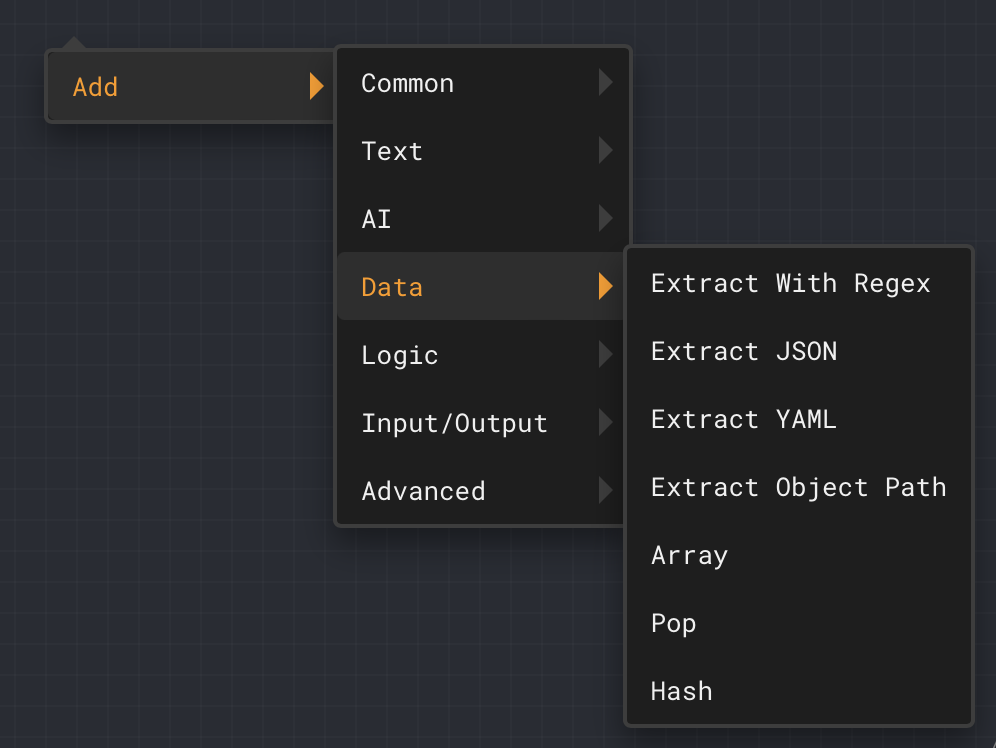 Add
Common
Text
AI
Data
Logic
Input/Output
Advanced
Extract With Regex
Extract JSON
Extract YAML
Extract Object Path
Array
Pop
Hash